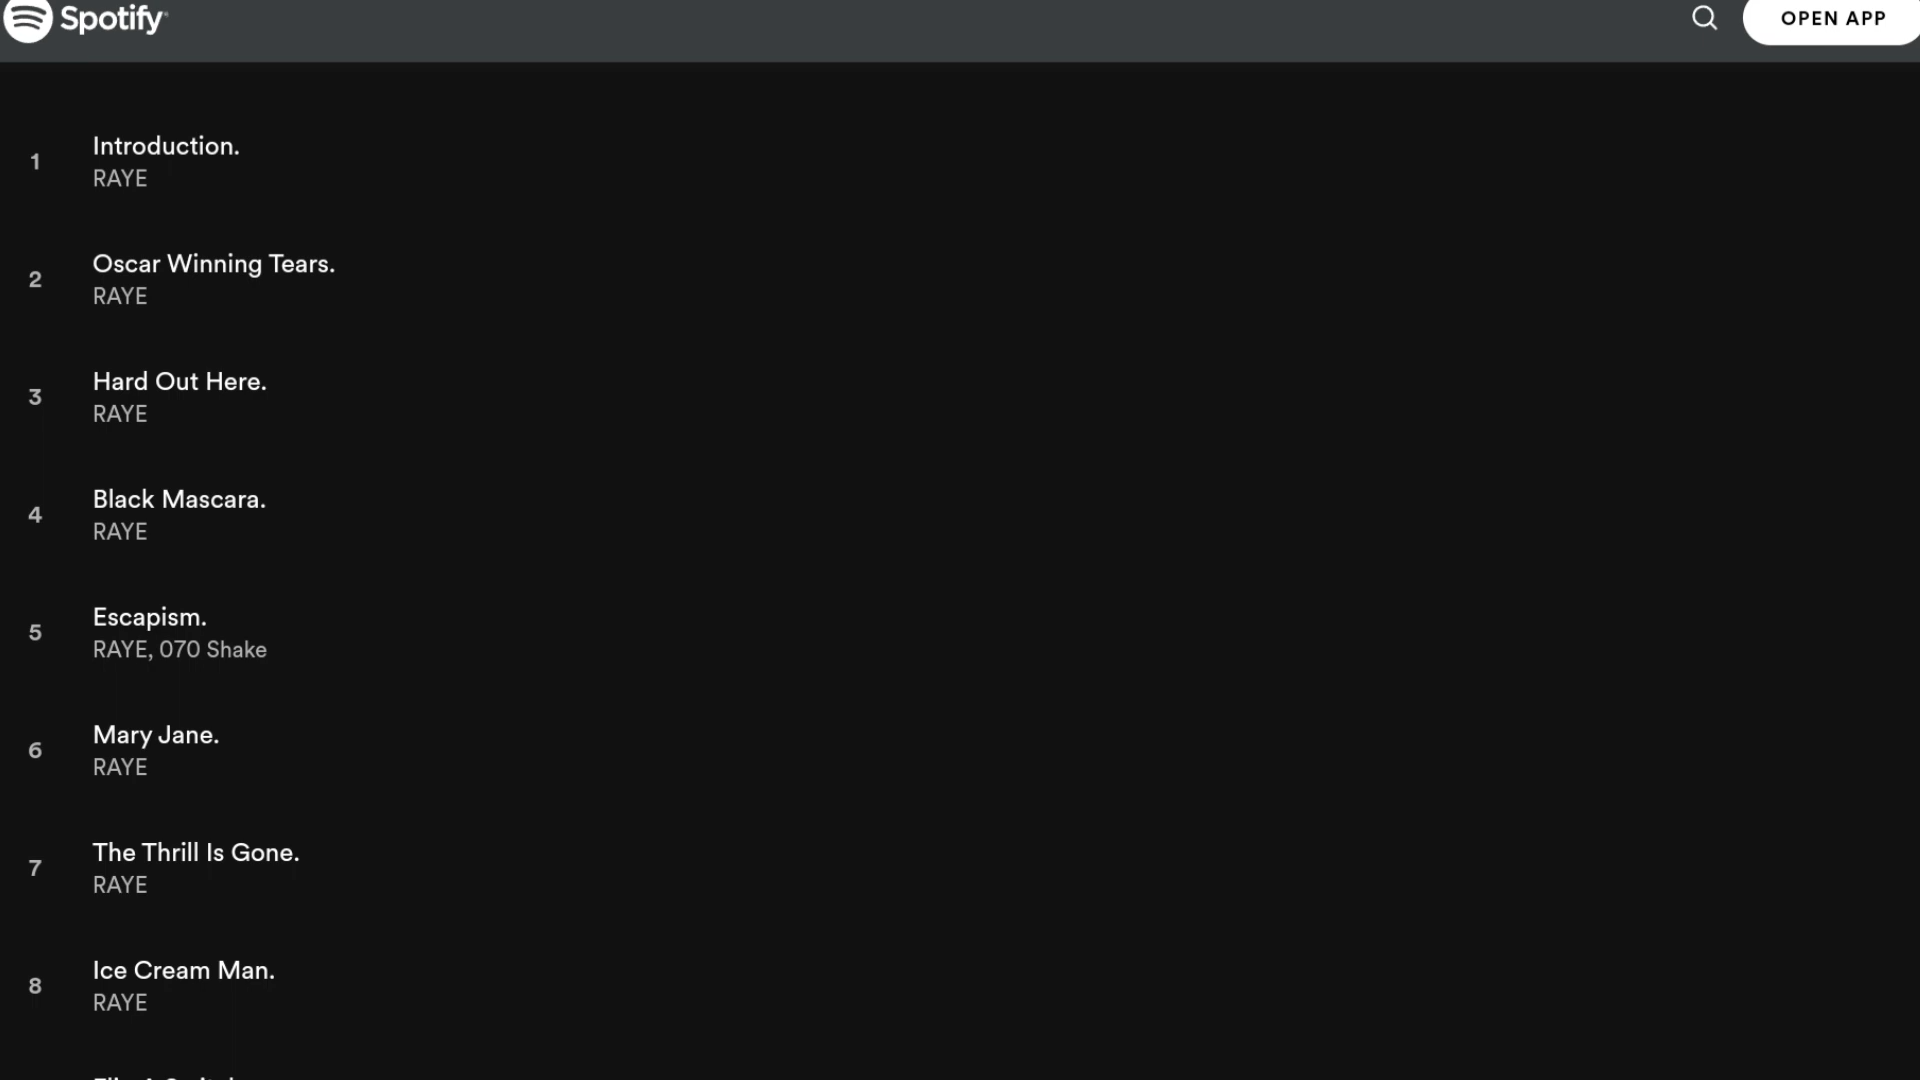 Spotify
OPEN APP
1
Introduction.
RAYE
2
Oscar Winning Tears.
RAYE
3
Hard Out Here.
RAYE
4
Black Mascara.
RAYE
5
Escapism.
RAYE, 070 Shake
6
Mary Jane.
RAYE
7
The Thrill Is Gone.
RAYE
8
Ice Cream Man.
RAYE